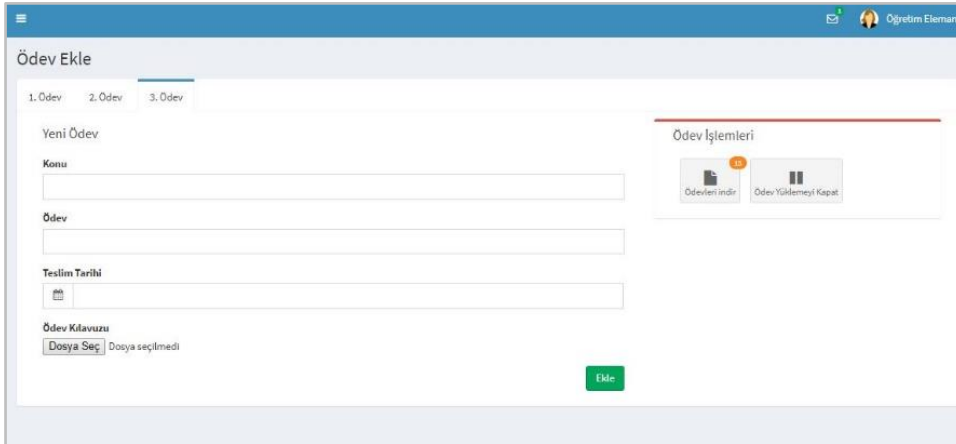 Öğretim Eleman
Ödev Ekle
1. Ödev 2. Ödev 3. Ödev
Yeni Ödev
Konu
Ödev
Teslim Tarihi
Ödev Kılavuzu
Dosya Seç Dosya seçilmedi
Ekle
Ödev İşlemleri
Ödevleri indir Ödev Yüklemeyi Kapat